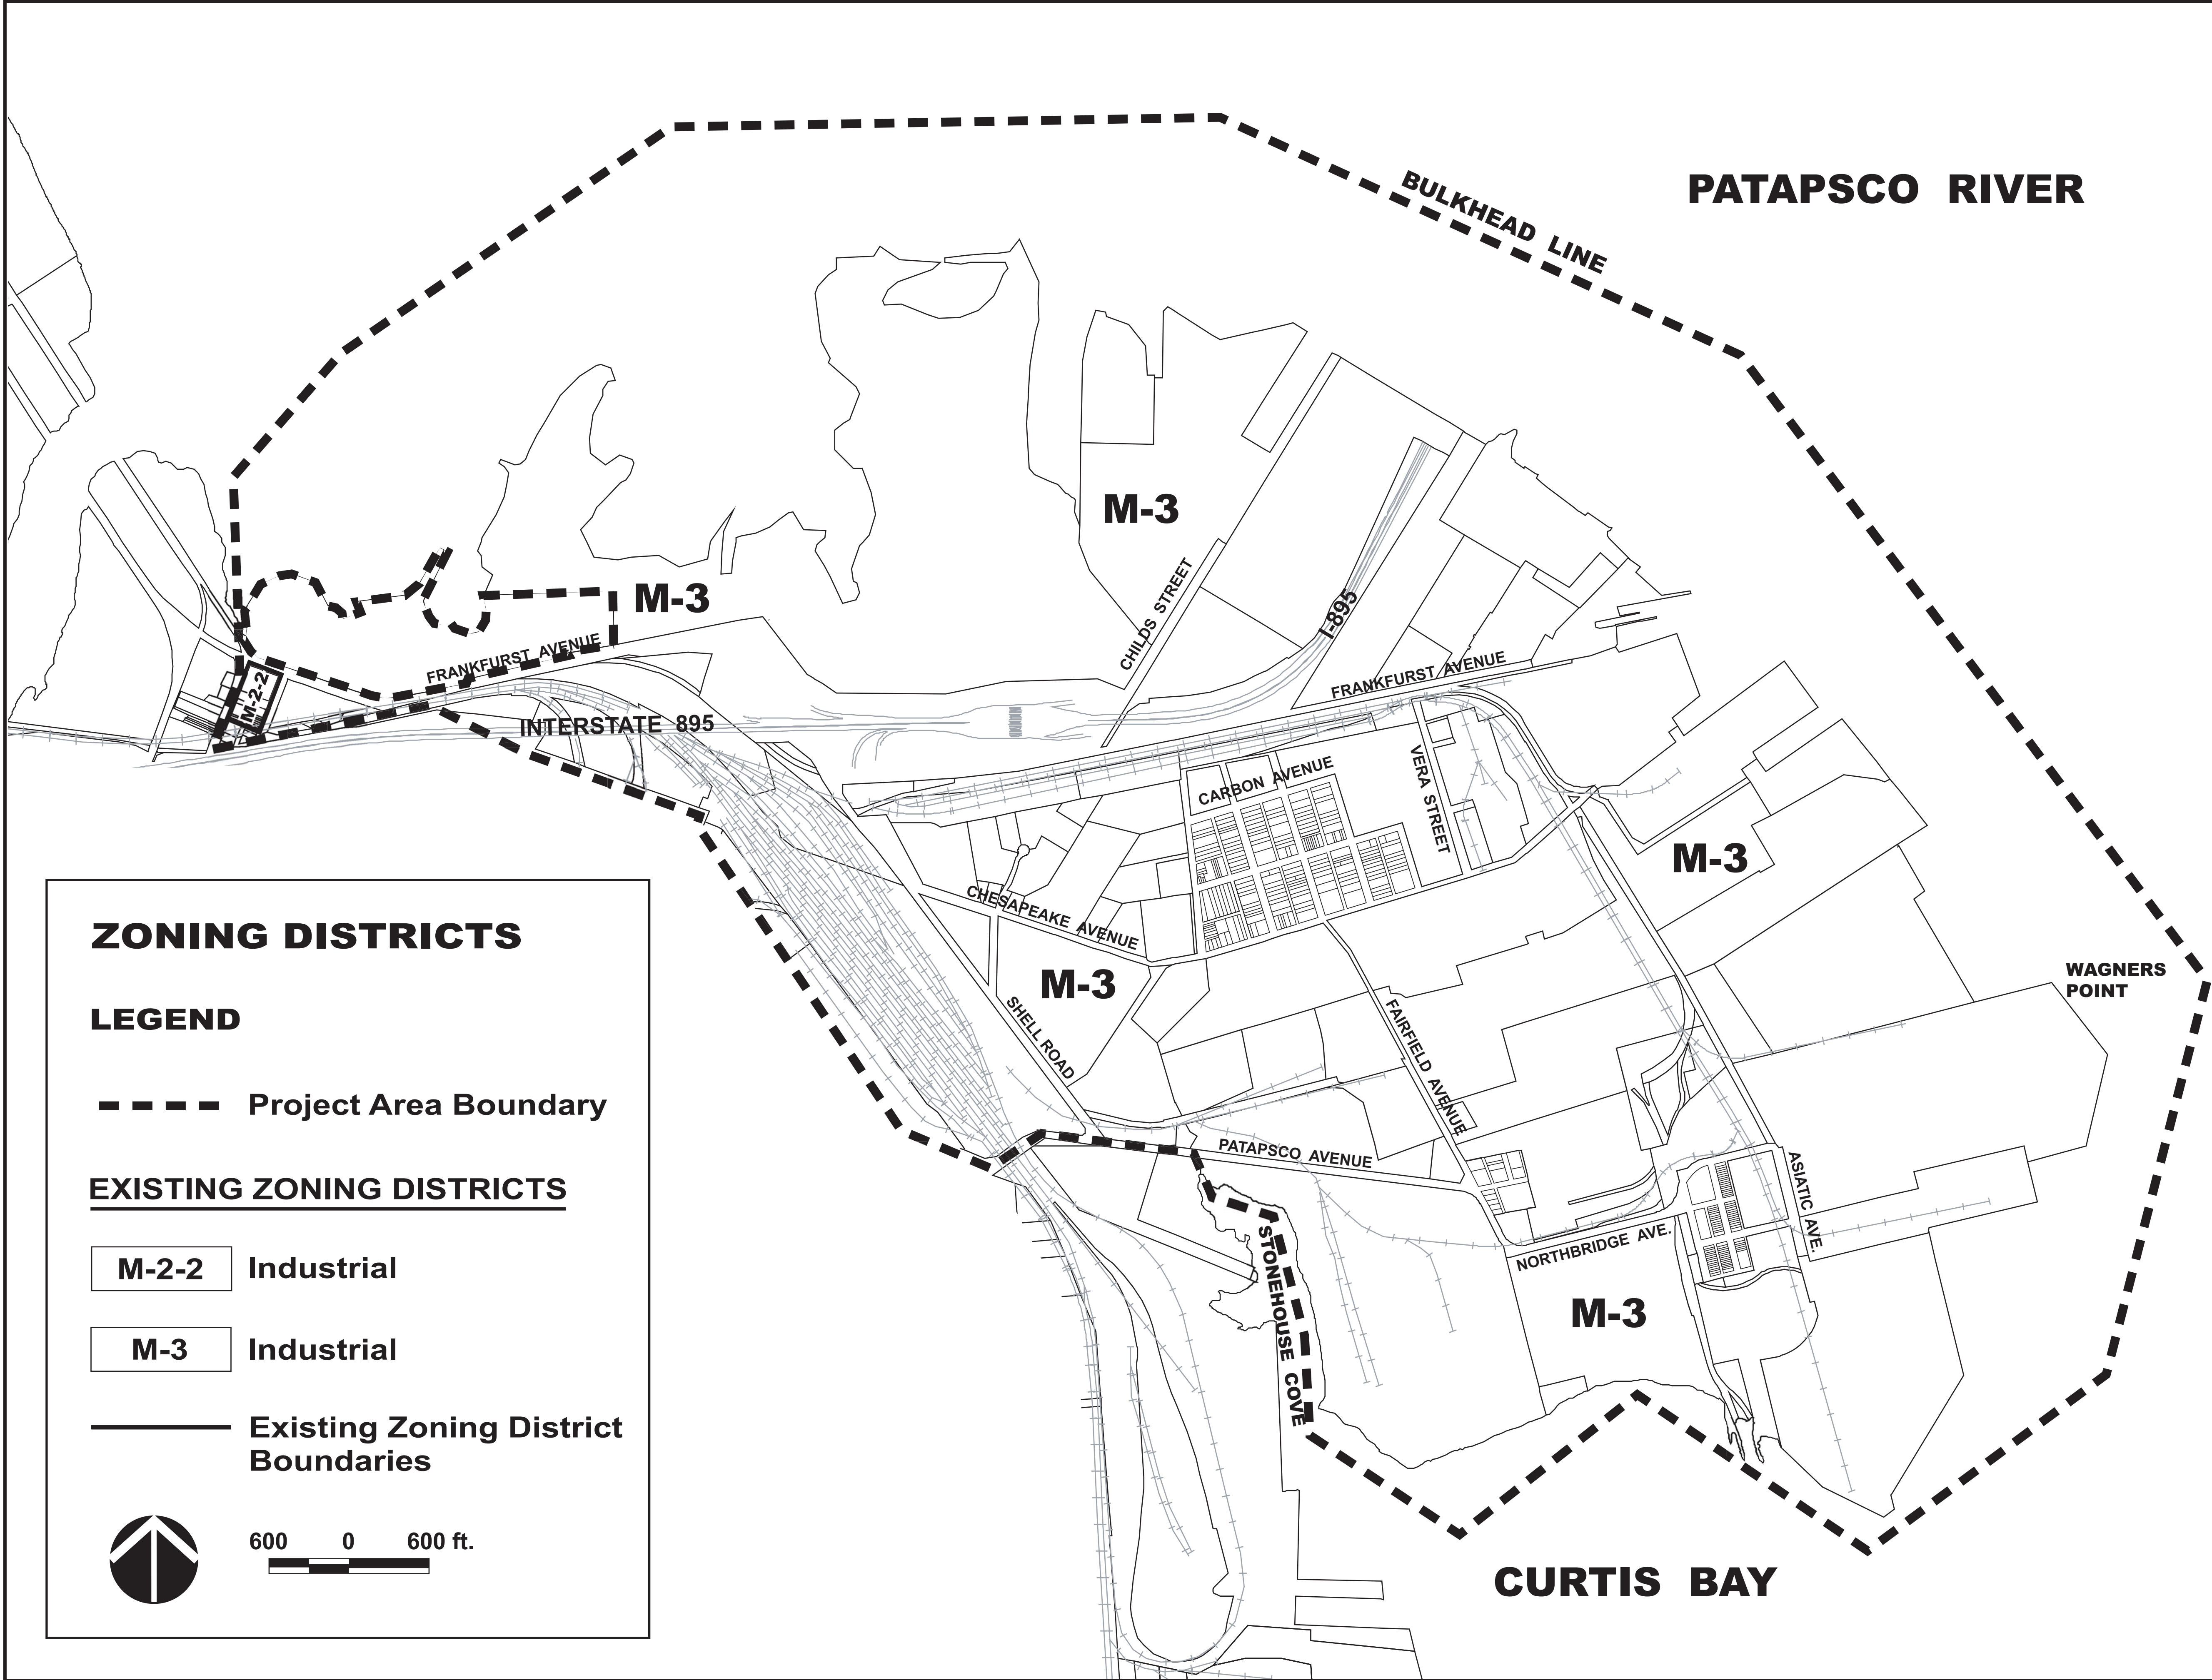 PATAPSCO RIVER
BULKHEAD LINE
M-3
CHILDS STREET
I-895
M-3
FRANKFURST AVENUE
FRANKFURST AVENUE
M-2-2
INTERSTATE 895
CARBON AVENUE
VERA STREET
M-3
CHESAPEAKE AVENUE
M-3
WAGNERS
POINT
SHELL ROAD
FAIRFIELD AVENUE
PATAPSCO AVENUE
ASIATIC AVE.
NORTHBRIDGE AVE.
STONEHOUSE COVE
M-3
CURTIS BAY
ZONING DISTRICTS
LEGEND
Project Area Boundary
EXISTING ZONING DISTRICTS
M-2-2 Industrial
M-3 Industrial
Existing Zoning District
Boundaries
600 0 600 ft.